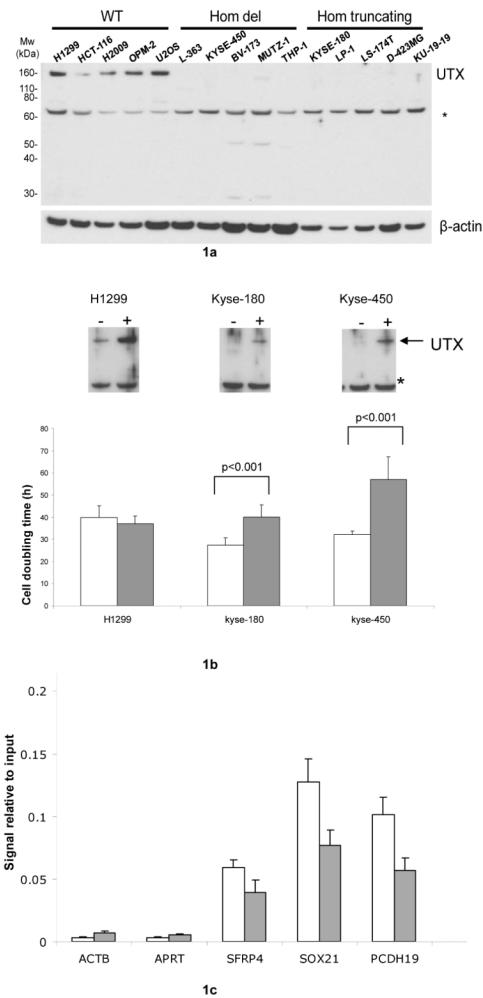 WT Hom del Hom truncating
Mw (kDa)
H1299 HCT-116 H2009 OPM-2 U2OS L-363 KYSE-450 BV-173 MUTZ-1 THP-1 KYSE-180 LP-1 LS-174T D-423MG KU-19-19
160- UTX
110-
80-
60- *
50-
40-
30-
β-actin
1a
H1299 Kyse-180 Kyse-450
- + - + - +
UTX
*
p<0.001
p<0.001
Cell doubling time (h)
80
70
60
50
40
30
20
10
0
H1299 kyse-180 kyse-450
1b
Signal relative to input
0.2
0.15
0.1
0.05
0
ACTB APRT SFRP4 SOX21 PCDH19
1c